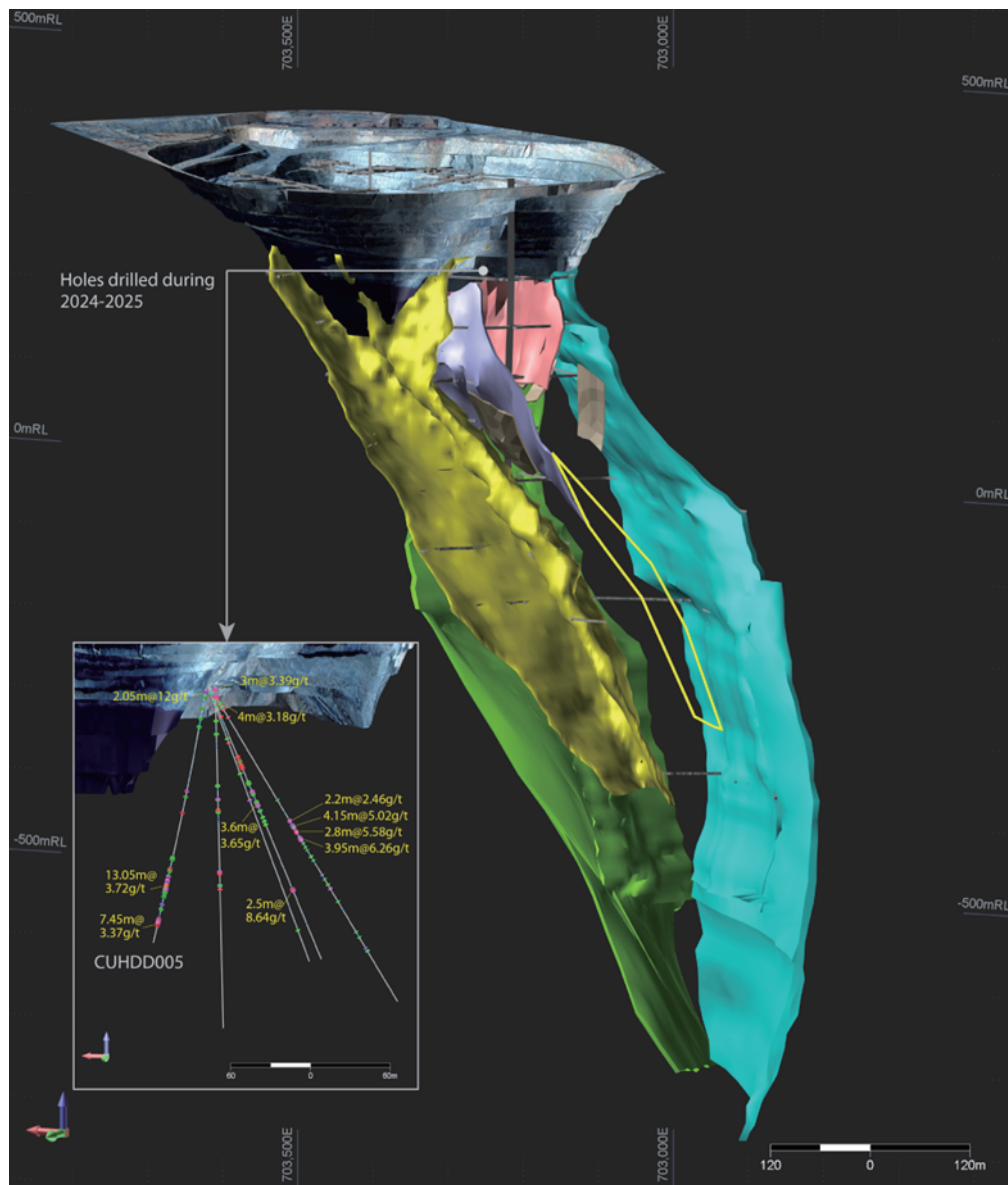 500mRL
703,500E
703,000E
500mRL
Holes drilled during
2024-2025
0mRL
0mRL
3m@3.39g/t
2.05m@12g/t
4m@3.18g/t
2.2m@2.46g/t
4.15m@5.02g/t
2.8m@5.58g/t
3.95m@6.26g/t
3.6m@
3.65g/t
13.05m@
3.72g/t
2.5m@
8.64g/t
7.45m@
3.37g/t
CUHDD005
60 0 60m
-500mRL
-500mRL
703,500E
703,000E
120 0 120m